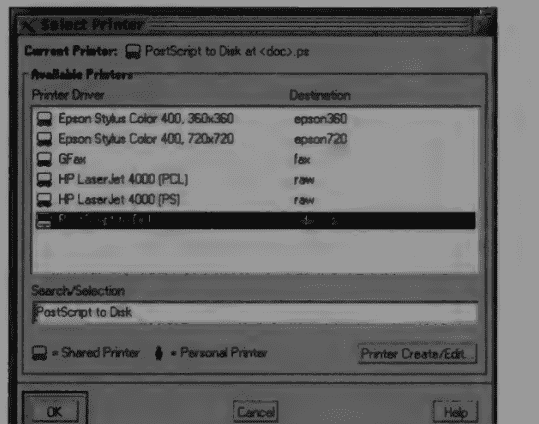 Select Printer
Current Printer: PostScript to Disk at <doc>.ps
Available Printers
Printer Driver Destination
Epson Stylus Color 400, 360x360 epson360
Epson Stylus Color 400, 720x720 epson720
GFax fax
HP LaserJet 4000 (PCL) raw
HP LaserJet 4000 (PS) raw
Search/Selection
PostScript to Disk
= Shared Printer = Personal Printer Printer Create/Edit...
OK Cancel Help